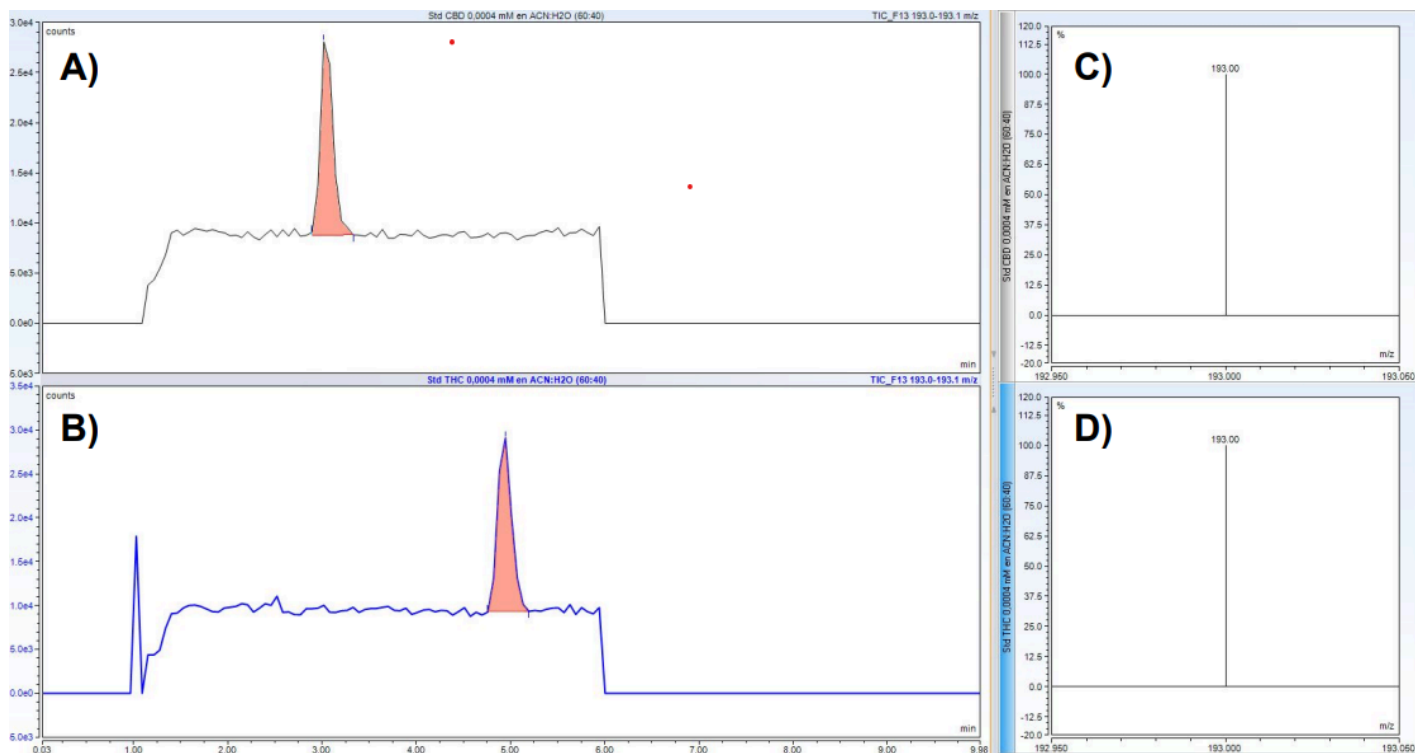 Std CBD 0,0004 mM en ACN:H2O (60:40)
TIC_F13 193.0-193.1 m/z
3.0e4
counts
A)
2.5e4
2.0e4
1.5e4
1.0e4
5.0e3
0.0e0
min
5.0e3
Std THC 0,0004 mM en ACN:H2O (60:40)
TIC_F13 193.0-193.1 m/z
3.5e4
counts
B)
3.0e4
2.5e4
2.0e4
1.5e4
1.0e4
5.0e3
0.0e0
min
5.0e3
0.03 1.00 2.00 3.00 4.00 5.00 6.00 7.00 8.00 9.00 9.98
Std CBD 0,0004 mM en ACN:H2O (60:40)
120.0
%
C)
112.5
193.00
100.0
87.5
75.0
62.5
50.0
37.5
25.0
12.5
0.0
-12.5
m/z
-20.0
192.950 193.000 193.050
Std THC 0,0004 mM en ACN:H2O (60:40)
120.0
%
D)
112.5
193.00
100.0
87.5
75.0
62.5
50.0
37.5
25.0
12.5
0.0
-12.5
m/z
-20.0
192.950 193.000 193.050